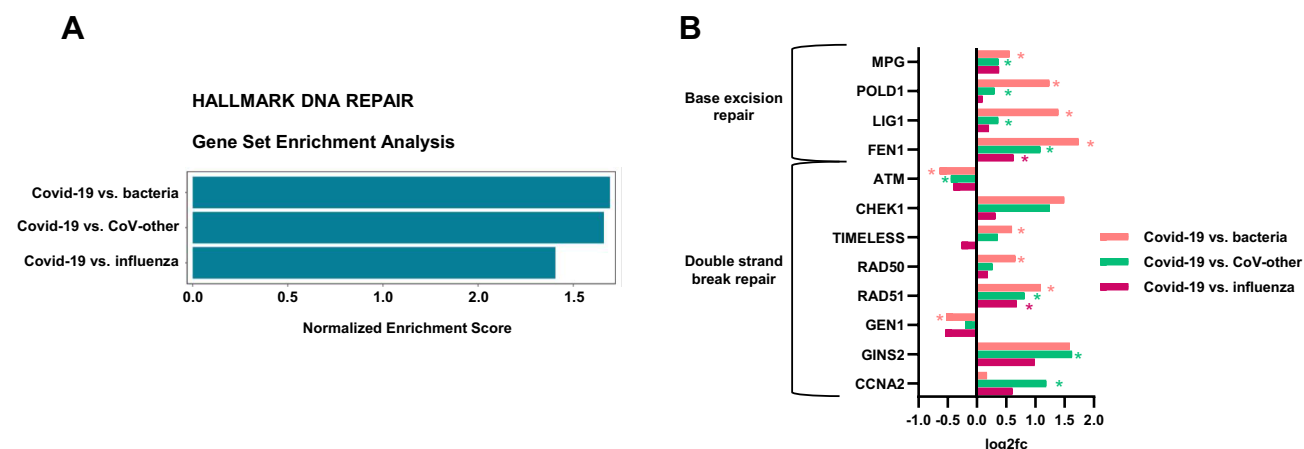 A
HALLMARK DNA REPAIR
Gene Set Enrichment Analysis
Covid-19 vs. bacteria
Covid-19 vs. CoV-other
Covid-19 vs. influenza
0.0 0.5 1.0 2.0 1.5
Normalized Enrichment Score
B
Base excision
repair
Double strand
break repair
MPG
*
*
POLD1
*
*
LIG1
*
*
FEN1
*
*
*
ATM
*
*
CHEK1
TIMELESS
*
RAD50
*
RAD51
*
*
*
GEN1
*
GINS2
*
CCNA2
*
-1.0 -0.5 0.0 0.5 1.0 1.5 2.0
log2fc
Covid-19 vs. bacteria
Covid-19 vs. CoV-other
Covid-19 vs. influenza